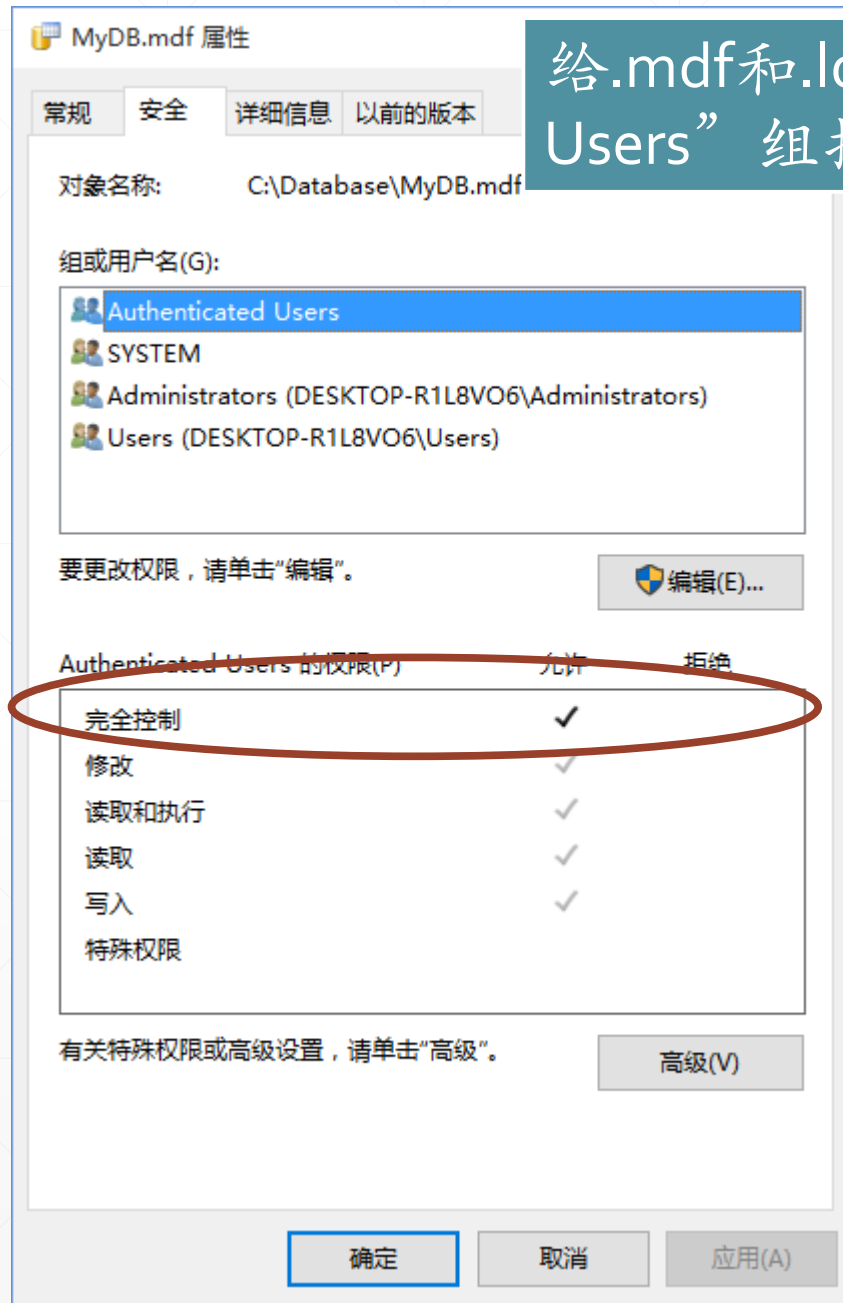 MyDB.mdf 属性
给.mdf和.lo
Users”组
常规 安全 详细信息 以前的版本
对象名称: C:\Database\MyDB.mdf
组或用户名(G):
Authenticated Users
SYSTEM
Administrators (DESKTOP-R1L8VO6\Administrators)
Users (DESKTOP-R1L8VO6\Users)
要更改权限，请单击“编辑”。
编辑(E)...
Authenticated Users 的权限(P) 允许 拒绝
完全控制
修改
读取和执行
读取
写入
特殊权限
有关特殊权限或高级设置，请单击“高级”。
高级(V)
确定 取消 应用(A)